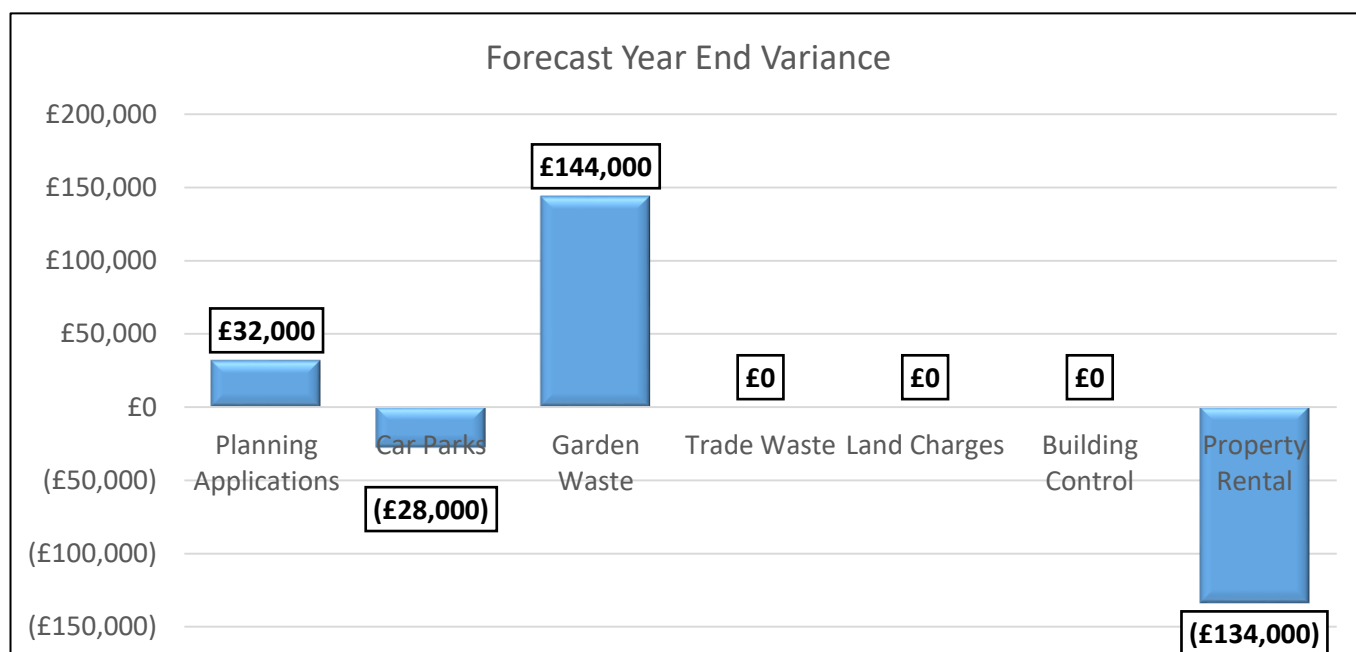 Forecast Year End Variance
£200,000
£150,000
£100,000
£50,000
£0
(£50,000)
(£100,000)
(£150,000)
£32,000
(£28,000)
£144,000
£0
£0
£0
(£134,000)
Planning
Applications
Car Parks
Garden
Waste
Trade Waste
Land Charges
Building
Control
Property
Rental